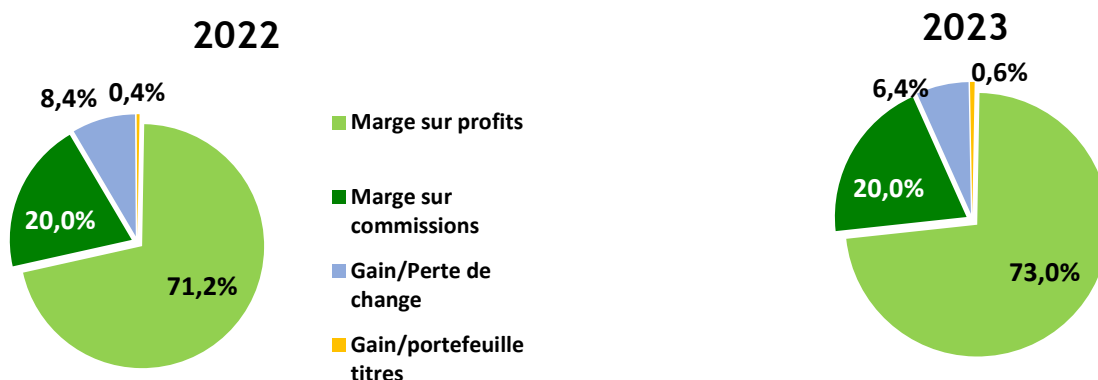 2022
8,4%
0,4%
20,0%
71,2%
Marge sur profits
Marge sur
commissions
Gain/Perte de
change
Gain/portefeuille
titres
2023
6,4%
0,6%
20,0%
73,0%